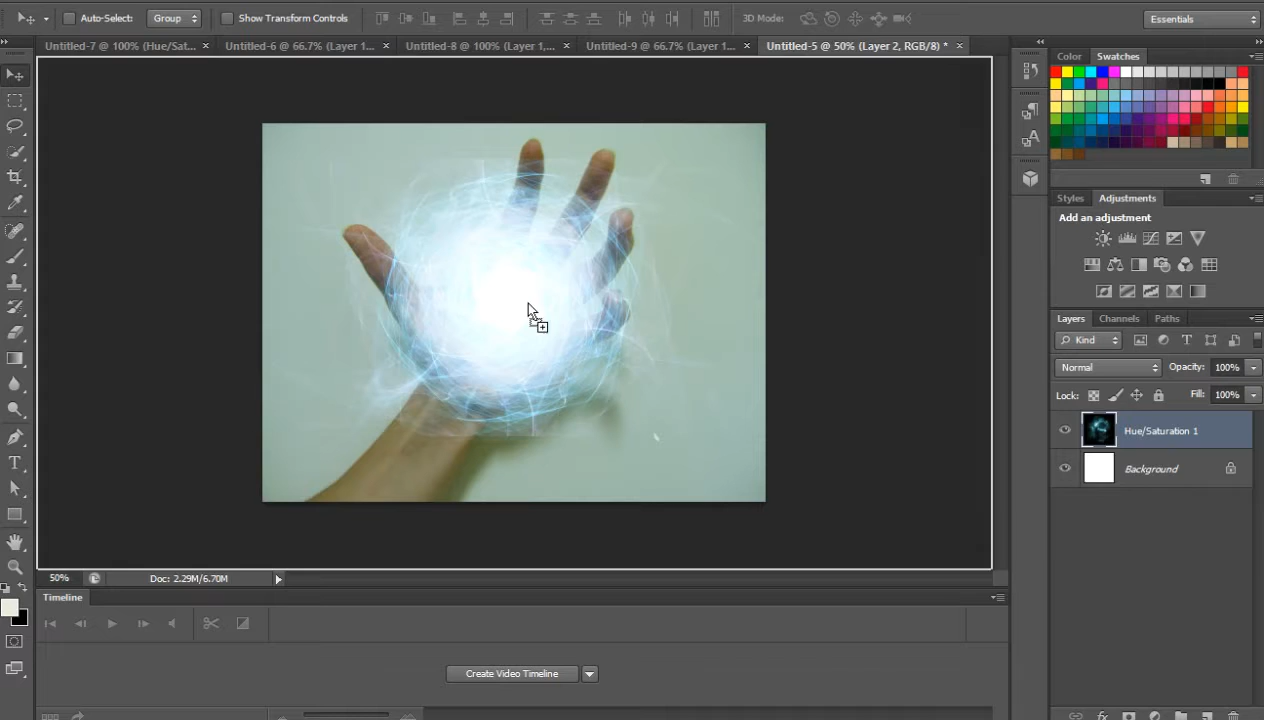 Auto-Select: Group Show Transform Controls 3D Mode: Essentials
Untitled-7 @ 100% (Hue/Sat... × Untitled-6 @ 66.7% (Layer 1... × Untitled-8 @ 100% (Layer 1,... × Untitled-9 @ 66.7% (Layer 1... × Untitled-5 @ 50% (Layer 2, RGB/8) * ×
Color Swatches
Styles Adjustments
Add an adjustment
Layers Channels Paths
Kind
Normal Opacity: 100%
Lock: Fill: 100%
Hue/Saturation 1
Background
50% Doc: 2.29M/6.70M
Timeline
Create Video Timeline